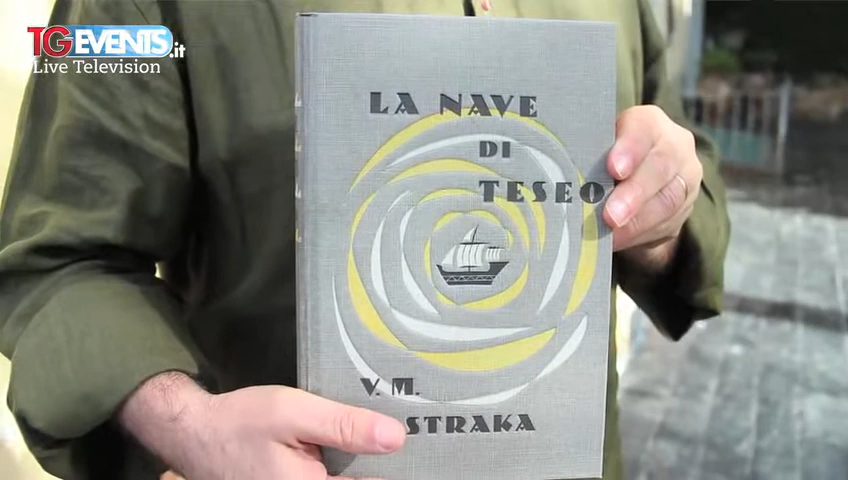 TGEVENTS.it
Live Television
LA NAVE
DI
TESEO
V. M.
STRAKA